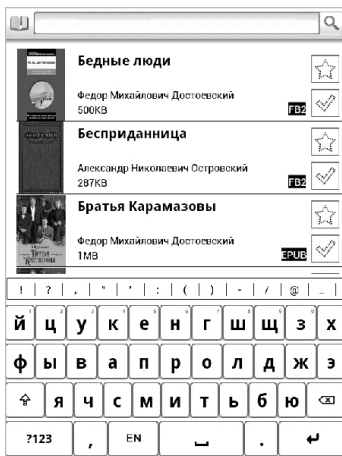 Бедные люди
Федор Михайлович Достоевский
500KB
FB2
Бесприданница
Александр Николаевич Островский
287KB
FB2
Братья Карамазовы
Федор Михайлович Достоевский
1MB
EPUB
! ? , " ' : ( ) - / @ _
й ц у к е н г ш щ з х
ф ы в а п р о л д ж э
я ч с м и т ь б ю
?123 , EN .